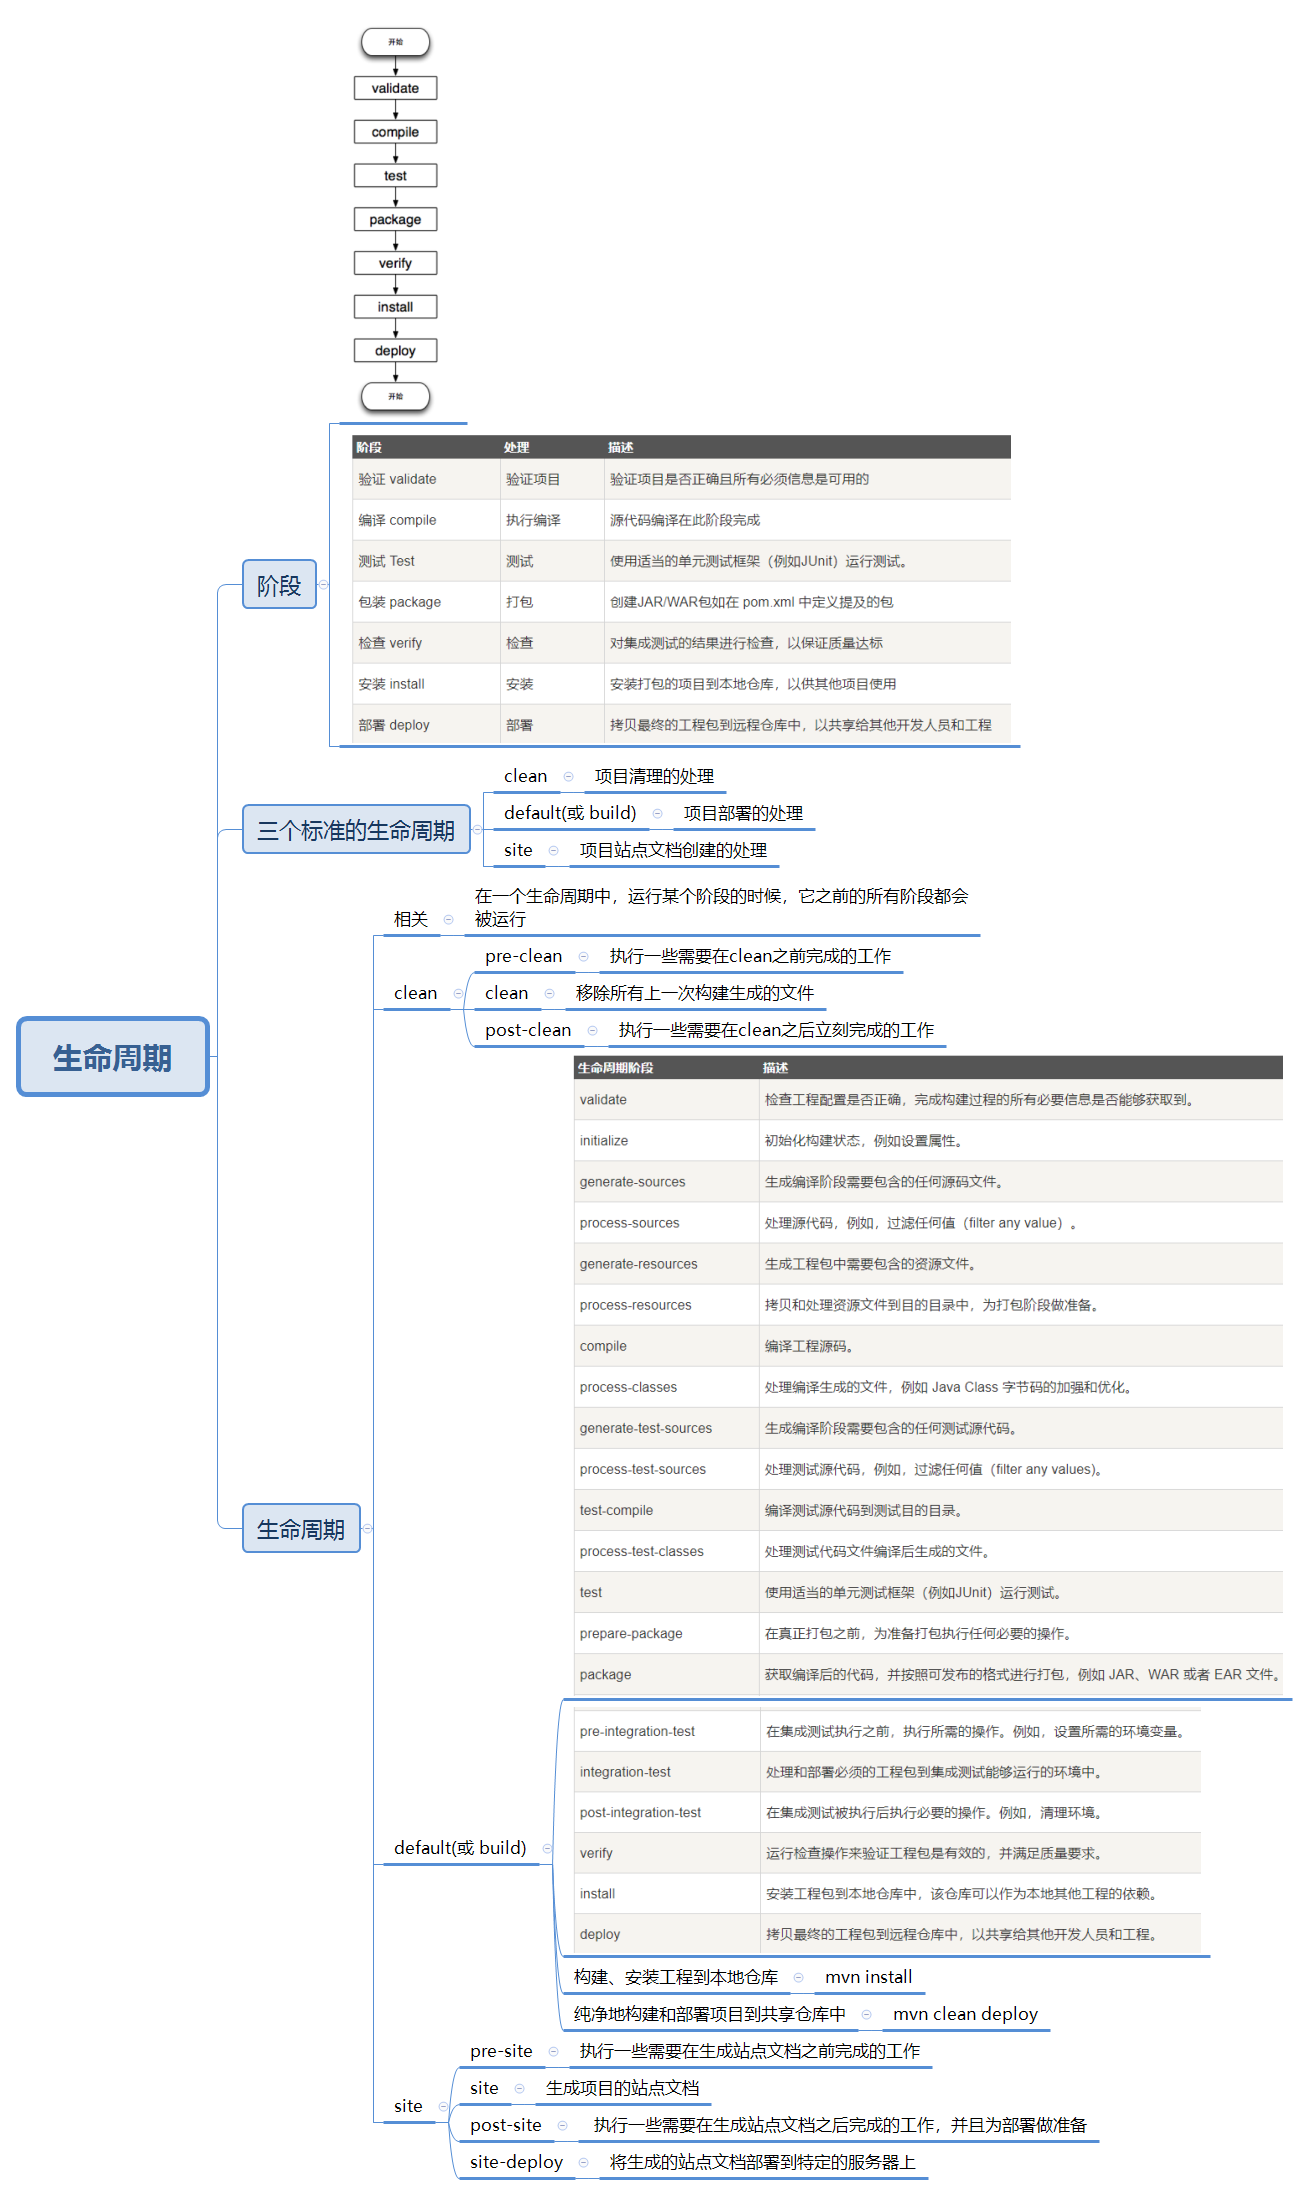 开始
validate
compile
test
package
verify
install
deploy
开始
阶段 处理 描述
验证 validate 验证项目 验证项目是否正确且所有必须信息是可用的
编译 compile 执行编译 源代码编译在此阶段完成
测试 Test 测试 使用适当的单元测试框架（例如JUnit）运行测试。
包装 package 打包 创建JAR/WAR包如在 pom.xml 中定义提及的包
检查 verify 检查 对集成测试的结果进行检查，以保证质量达标
安装 install 安装 安装打包的项目到本地仓库，以供其他项目使用
部署 deploy 部署 拷贝最终的工程包到远程仓库中，以共享给其他开发人员和工程
阶段
clean 项目清理的处理
default(或 build) 项目部署的处理
三个标准的生命周期
site 项目站点文档创建的处理
在一个生命周期中，运行某个阶段的时候，它之前的所有阶段都会
相关 被运行
pre-clean 执行一些需要在clean之前完成的工作
clean clean 移除所有上一次构建生成的文件
post-clean 执行一些需要在clean之后立刻完成的工作
生命周期
生命周期阶段 描述
validate 检查工程配置是否正确，完成构建过程的所有必要信息是否能够获取到。
initialize 初始化构建状态，例如设置属性。
generate-sources 生成编译阶段需要包含的任何源码文件。
process-sources 处理源代码，例如，过滤任何值（filter any value）。
generate-resources 生成工程包中需要包含的资源文件。
process-resources 拷贝和处理资源文件到目的目录中，为打包阶段做准备。
compile 编译工程源码。
process-classes 处理编译生成的文件，例如 Java Class 字节码的加强和优化。
generate-test-sources 生成编译阶段需要包含的任何测试源代码。
process-test-sources 处理测试源代码，例如，过滤任何值（filter any values)。
test-compile 编译测试源代码到测试目的目录。
生命周期
process-test-classes 处理测试代码文件编译后生成的文件。
test 使用适当的单元测试框架（例如JUnit）运行测试。
prepare-package 在真正打包之前，为准备打包执行任何必要的操作。
package 获取编译后的代码，并按照可发布的格式进行打包，例如 JAR、WAR 或者 EAR 文件。
pre-integration-test 在集成测试执行之前，执行所需的操作。例如，设置所需的环境变量。
integration-test 处理和部署必须的工程包到集成测试能够运行的环境中。
post-integration-test 在集成测试被执行后执行必要的操作。例如，清理环境。
default(或 build)
verify 运行检查操作来验证工程包是有效的，并满足质量要求。
install 安装工程包到本地仓库中，该仓库可以作为本地其他工程的依赖。
deploy 拷贝最终的工程包到远程仓库中，以共享给其他开发人员和工程。
构建、安装工程到本地仓库 mvn install
纯净地构建和部署项目到共享仓库中 mvn clean deploy
pre-site 执行一些需要在生成站点文档之前完成的工作
site 生成项目的站点文档
site
post-site 执行一些需要在生成站点文档之后完成的工作，并且为部署做准备
site-deploy 将生成的站点文档部署到特定的服务器上